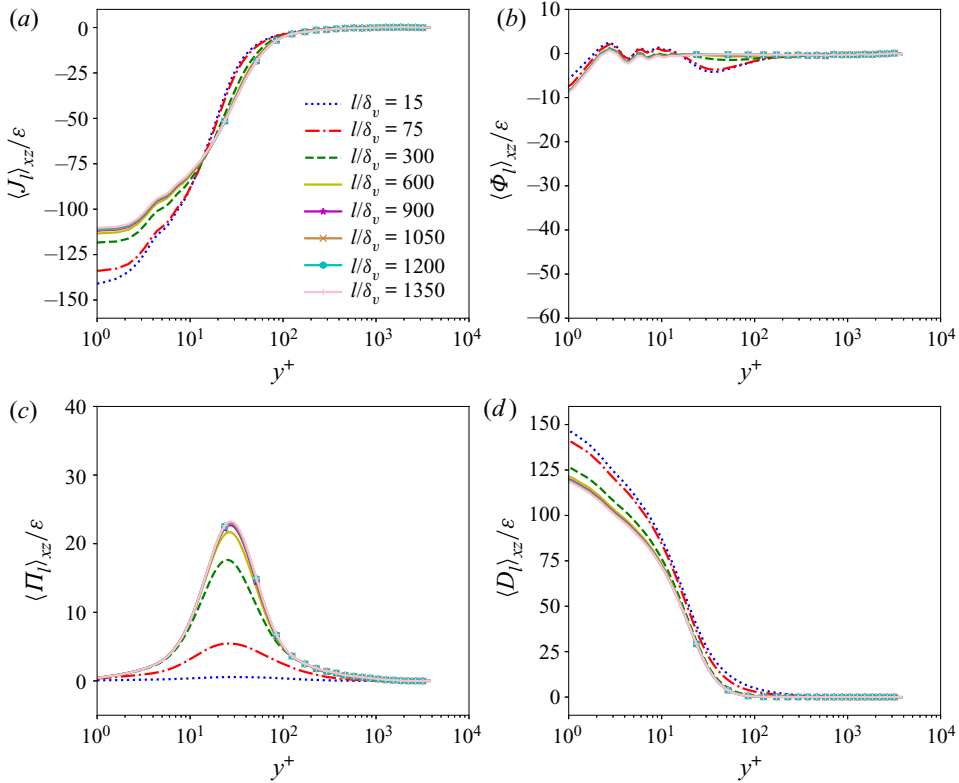 (a)
0
−25
−50
−75
−100
−125
−150
⟨J_l⟩_xz/ε
l/δ_v = 15
l/δ_v = 75
l/δ_v = 300
l/δ_v = 600
l/δ_v = 900
l/δ_v = 1050
l/δ_v = 1200
l/δ_v = 1350
10^0 10^1 10^2 10^3 10^4
y^+
(b)
10
0
−10
−20
−30
−40
−50
−60
⟨Φ_l⟩_xz/ε
10^0 10^1 10^2 10^3 10^4
y^+
(c)
40
30
20
10
0
⟨Π_l⟩_xz/ε
10^0 10^1 10^2 10^3 10^4
y^+
(d)
150
125
100
75
50
25
0
⟨D_l⟩_xz/ε
10^0 10^1 10^2 10^3 10^4
y^+